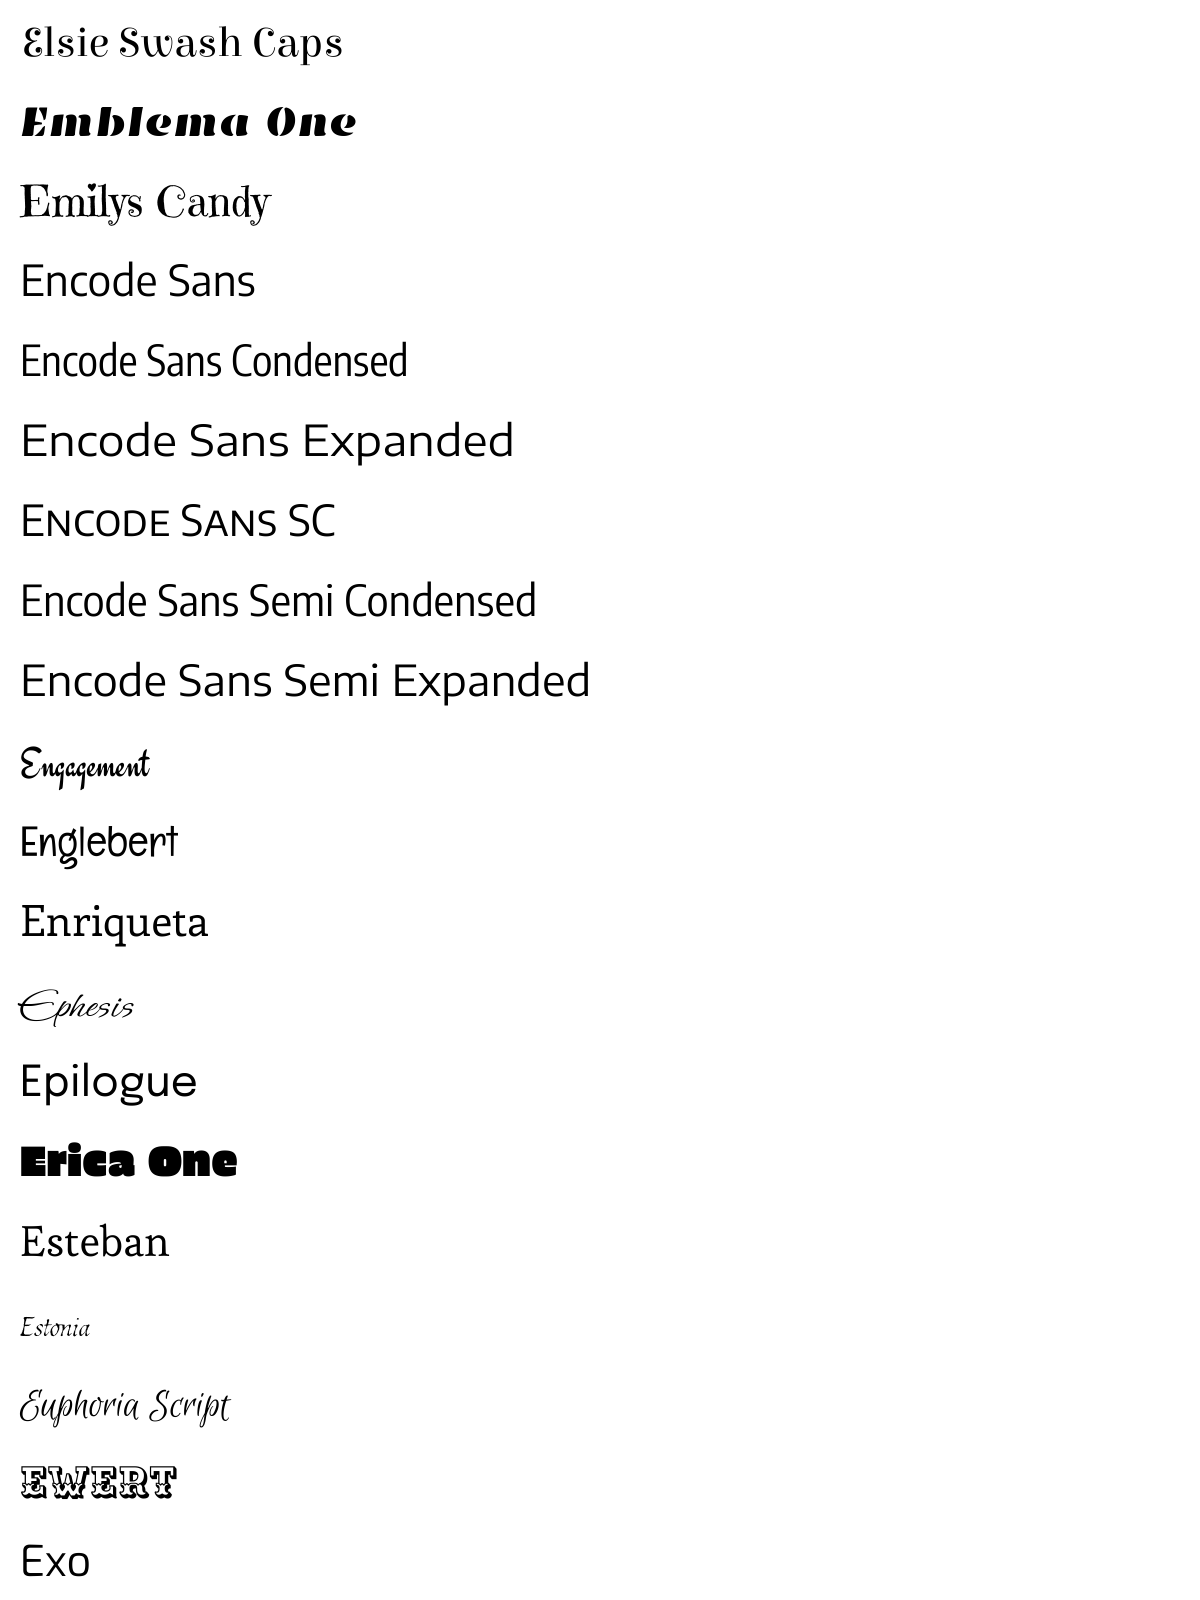 Elsie Swash Caps
Emblema One
Emilys Candy
Encode Sans
Encode Sans Condensed
Encode Sans Expanded
Encode Sans SC
Encode Sans Semi Condensed
Encode Sans Semi Expanded
Engagement
Englebert
Enriqueta
Ephesis
Epilogue
Erica One
Esteban
Estonia
Euphoria Script
EWERT
Exo